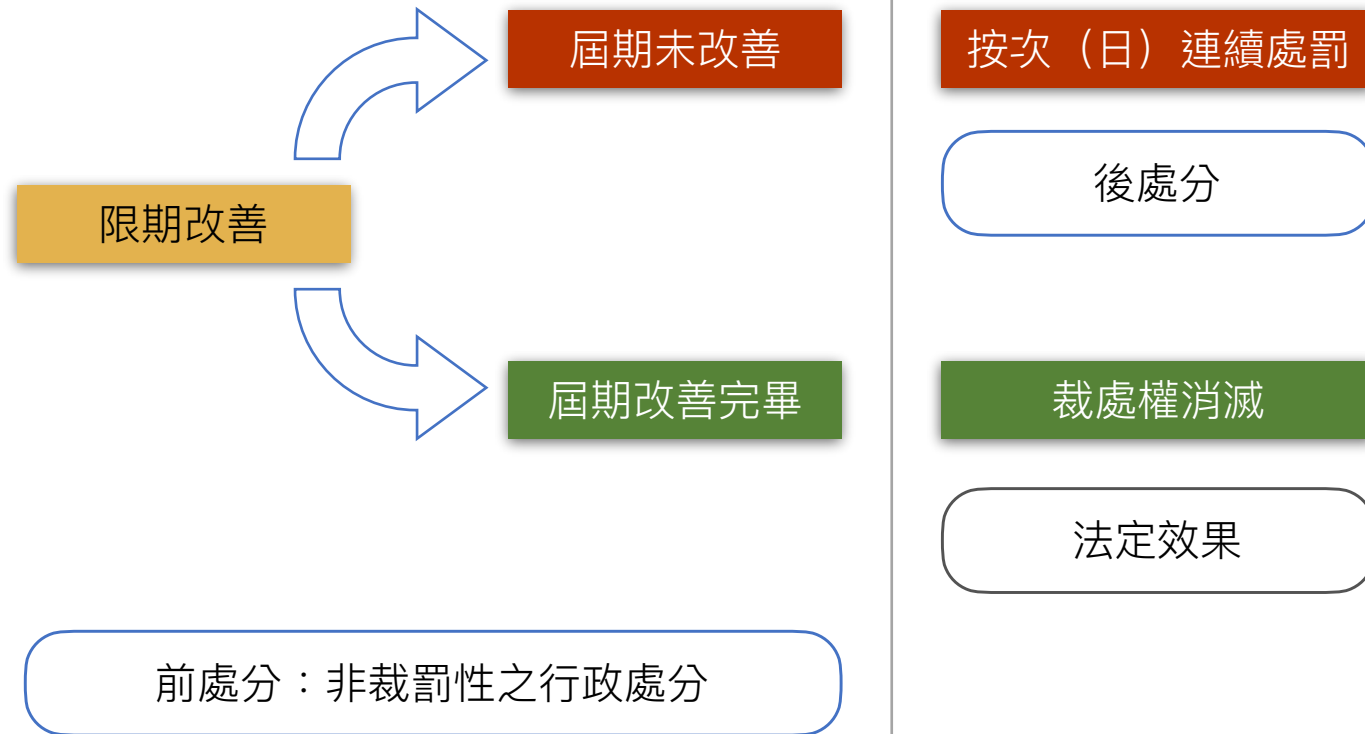 屆期未改善
按次（日）連續處罰
後處分
限期改善
屆期改善完畢
裁處權消滅
法定效果
前處分：非裁罰性之行政處分